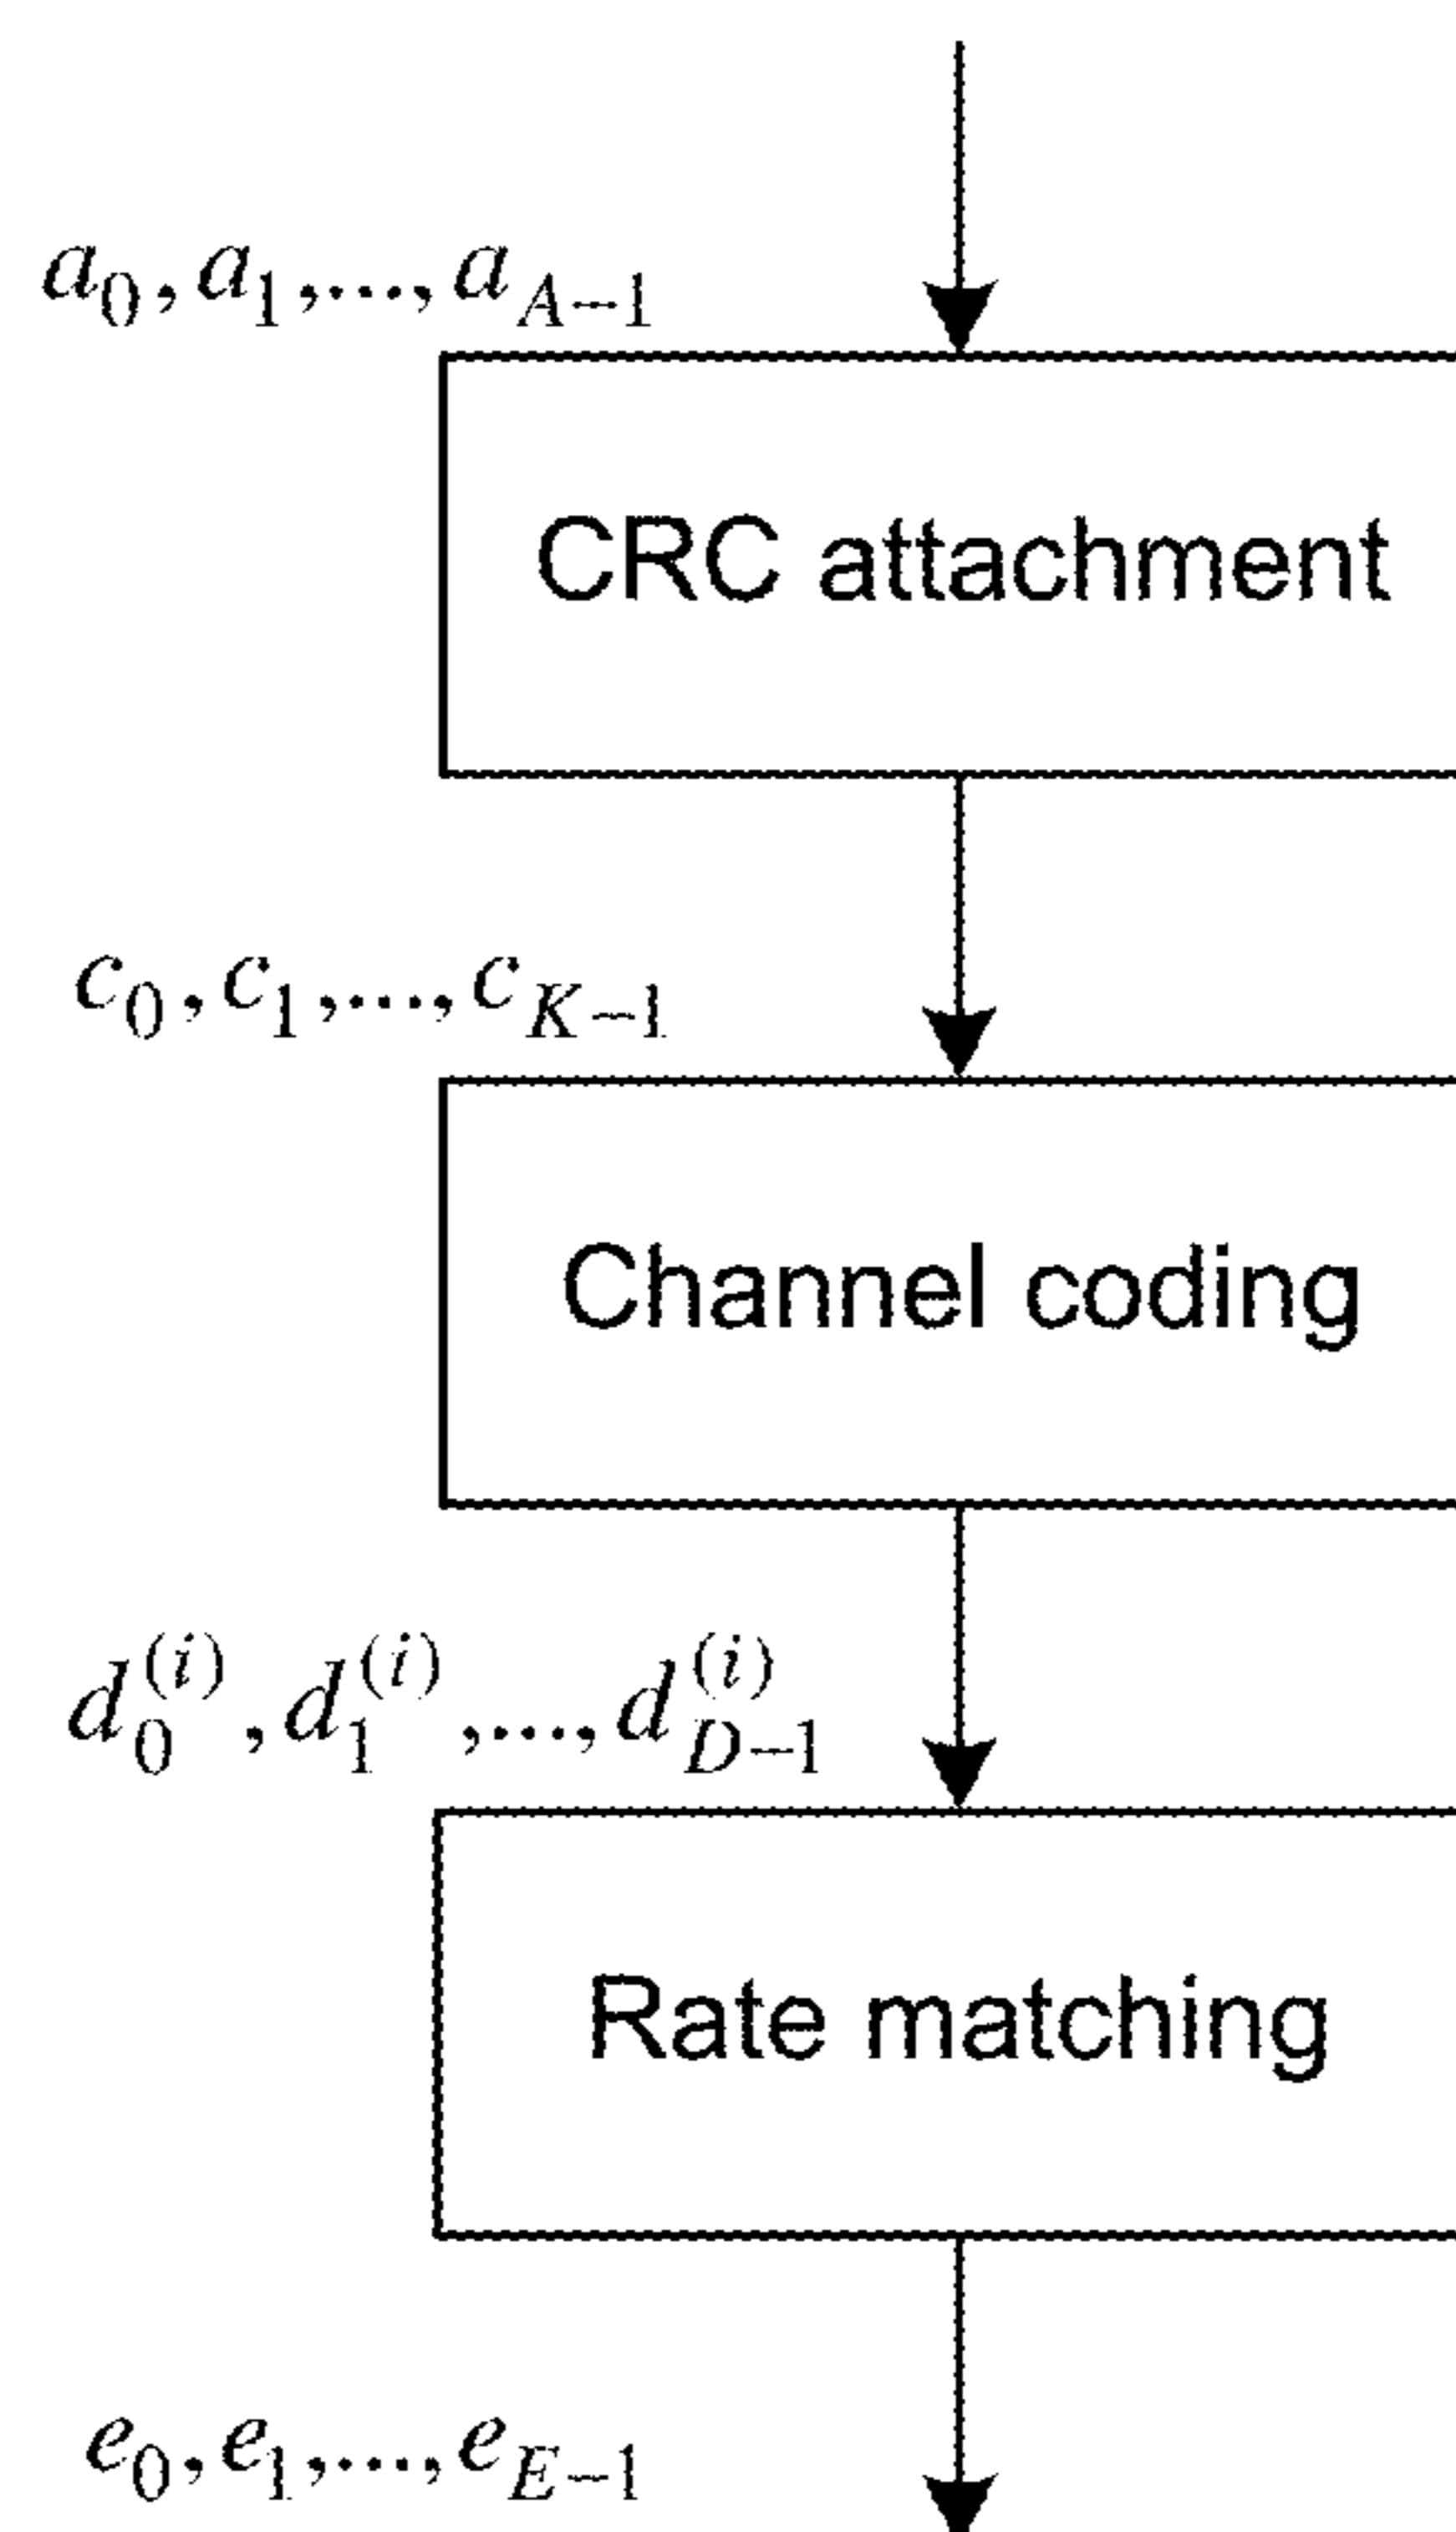 a_0, a_1, ..., a_{A-1}
CRC attachment
c_0, c_1, ..., c_{K-1}
Channel coding
d_0^{(i)}, d_1^{(i)}, ..., d_{D-1}^{(i)}
Rate matching
e_0, e_1, ..., e_{E-1}